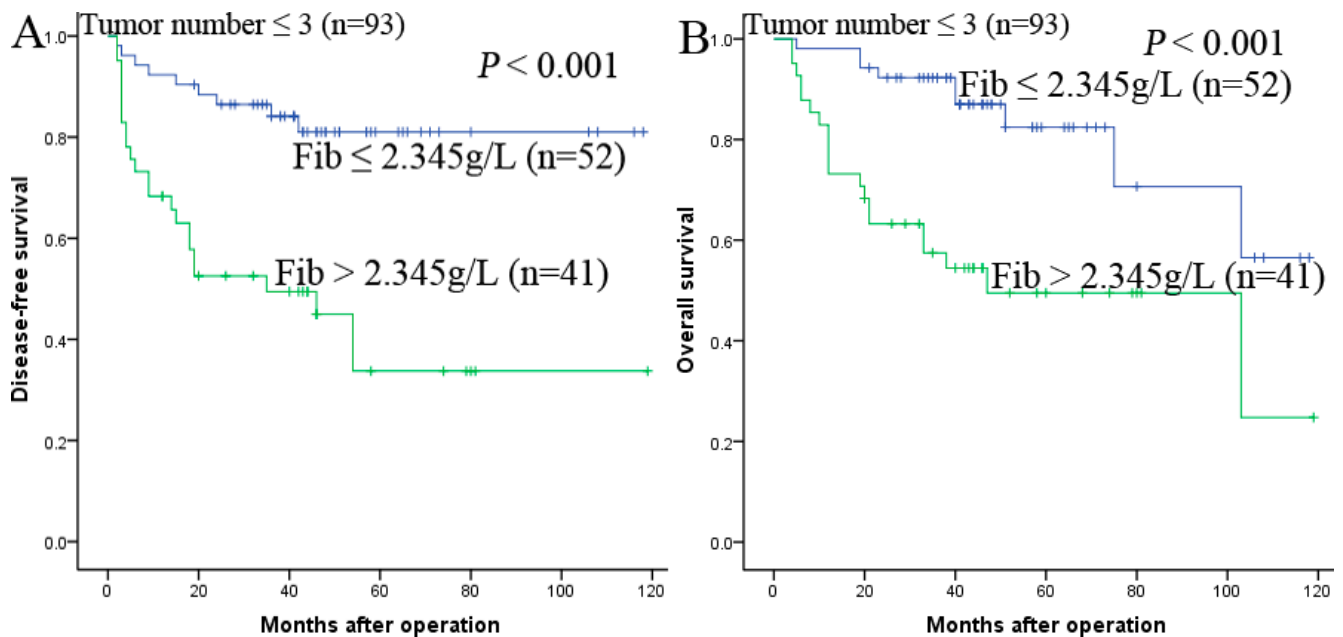 A
Tumor number ≤ 3 (n=93)
P < 0.001
Fib ≤ 2.345g/L (n=52)
Fib > 2.345g/L (n=41)
Disease-free survival
1.0
0.8
0.6
0.4
0.2
0.0
0 20 40 60 80 100 120
Months after operation
B
Tumor number ≤ 3 (n=93)
P < 0.001
Fib ≤ 2.345g/L (n=52)
Fib > 2.345g/L (n=41)
Overall survival
1.0
0.8
0.6
0.4
0.2
0.0
0 20 40 60 80 100 120
Months after operation